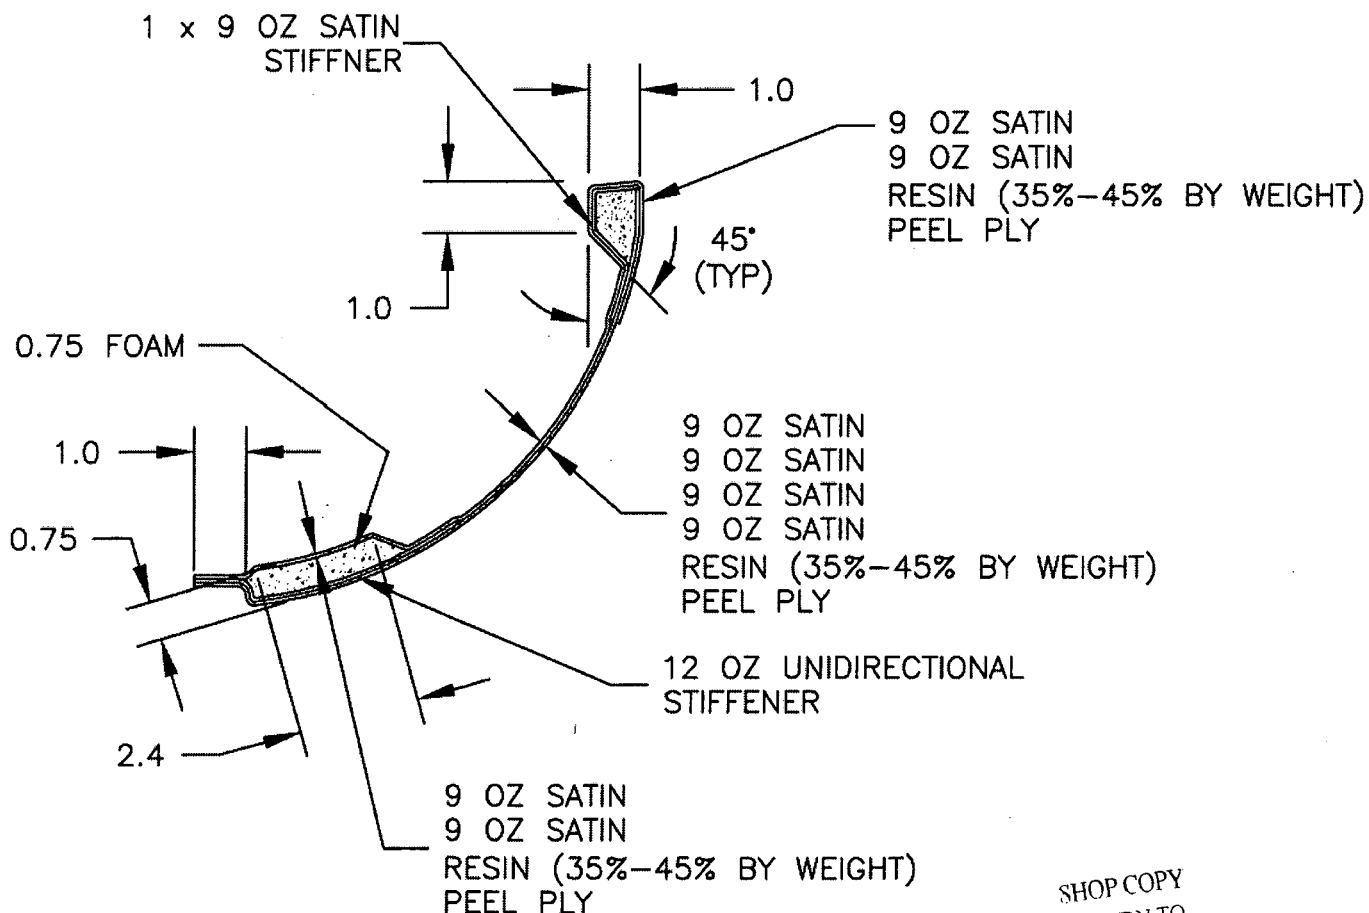 1 x 9 OZ SATIN
STIFFNER
1.0
9 OZ SATIN
9 OZ SATIN
RESIN (35%-45% BY WEIGHT)
PEEL PLY
45°
(TYP)
1.0
0.75 FOAM
1.0
0.75
9 OZ SATIN
9 OZ SATIN
9 OZ SATIN
9 OZ SATIN
RESIN (35%-45% BY WEIGHT)
PEEL PLY
12 OZ UNIDIRECTIONAL
STIFFENER
2.4
9 OZ SATIN
9 OZ SATIN
RESIN (35%-45% BY WEIGHT)
PEEL PLY
SHOP COPY
TO